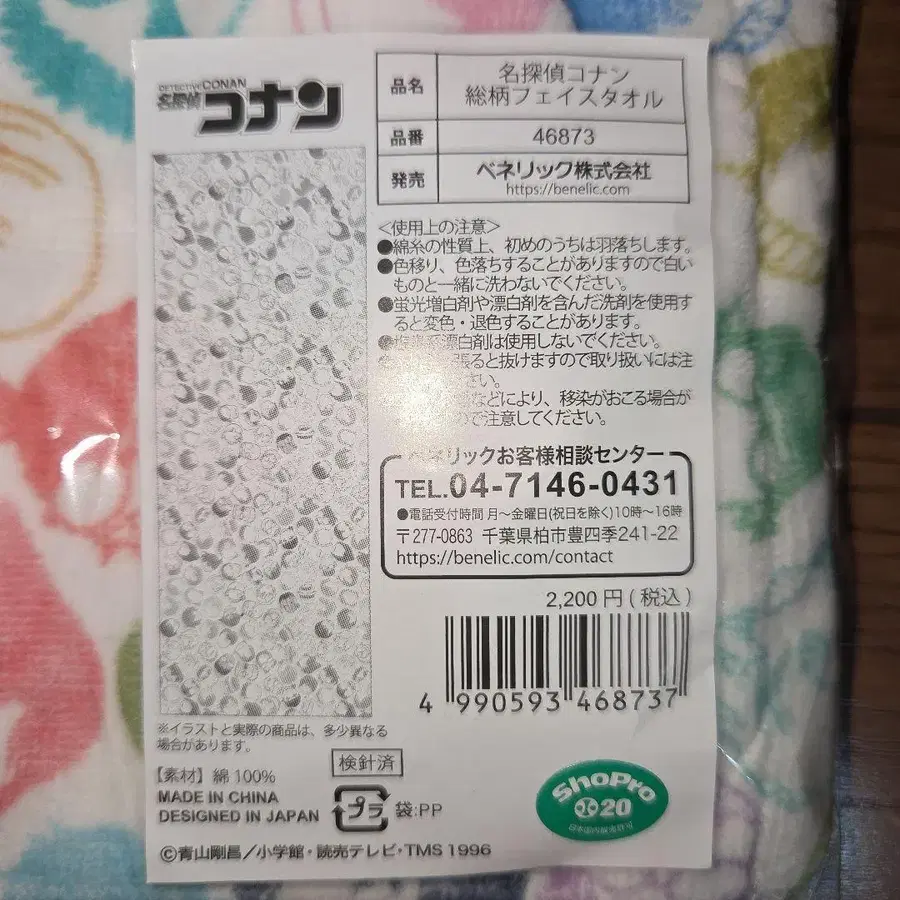 DETECTIVE CONAN
名探偵
コナン
品名
名探偵コナン
総柄フェイスタオル
品番
46873
発売
ベネリック株式会社
https://benelic.com
<使用上の注意>
●綿糸の性質上、初めのうちは羽落ちします。
●色移り、色落ちすることがありますので白い
ものと一緒に洗わないでください。
●蛍光増白剤や漂白剤を含んだ洗剤を使用す
ると変色・退色することがあります。
漂白剤は使用しないでください。
張ると抜けますので取り扱いには注
さい。
などにより、移染がおこる場合が
で注意してください。
ベネリックお客様相談センター
TEL.04-7146-0431
●電話受付時間 月～金曜日(祝日を除く)10時～16時
〒277-0863 千葉県柏市豊四季241-22
https://benelic.com/contact
2,200円(税込)
4 990593 468737
※イラストと実際の商品は、多少異なる
場合があります。
【素材】綿100%
検針済
MADE IN CHINA
DESIGNED IN JAPAN
プラ 袋:PP
ShoPro
20
©青山剛昌／小学館・読売テレビ・TMS 1996